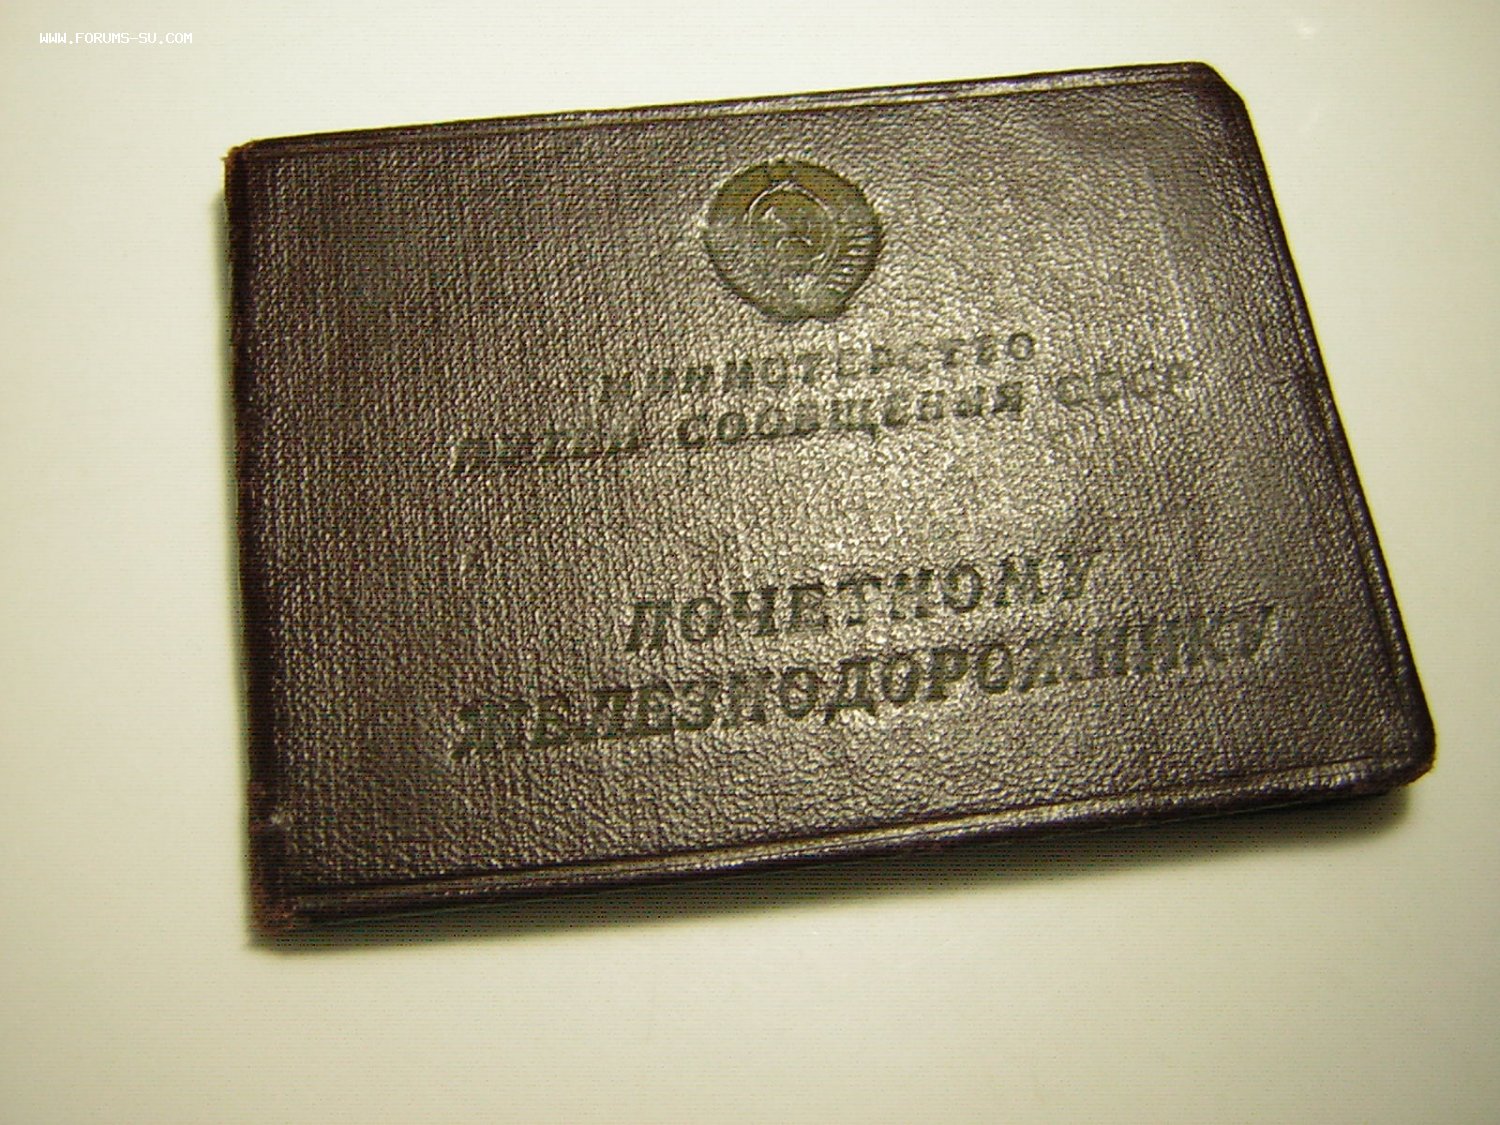 WWW.FORUMS-SU.COM
МИНИСТЕРСТВО
ПУТЕЙ СООБЩЕНИЯ СССР
ПОЧЕТНОМУ
ЖЕЛЕЗНОДОРОЖНИКУ